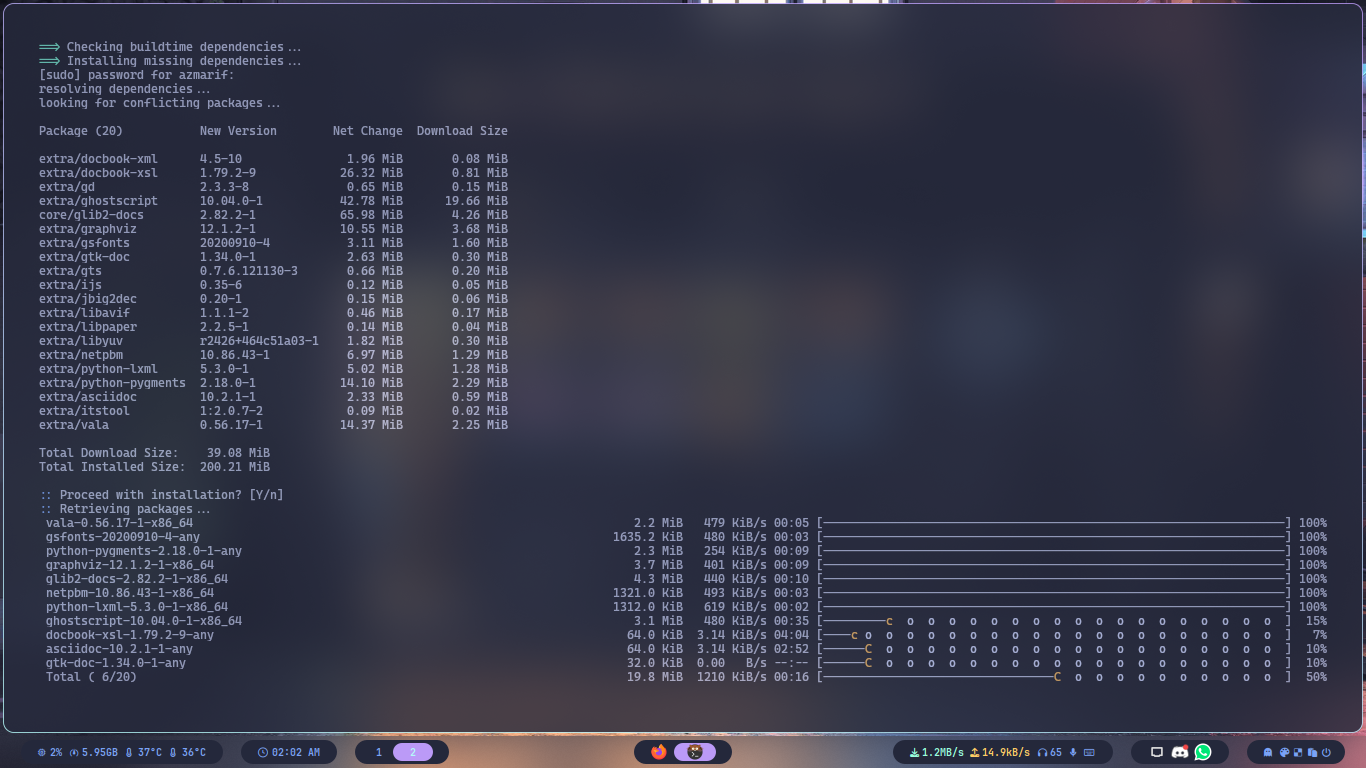 ==> Checking buildtime dependencies...
==> Installing missing dependencies...
[sudo] password for azmarif:
resolving dependencies...
looking for conflicting packages...
Package (20) New Version Net Change Download Size
extra/docbook-xml 4.5-10 1.96 MiB 0.08 MiB
extra/docbook-xsl 1.79.2-9 26.32 MiB 0.81 MiB
extra/gd 2.3.3-8 0.65 MiB 0.15 MiB
extra/ghostscript 10.04.0-1 42.78 MiB 19.66 MiB
core/glib2-docs 2.82.2-1 65.98 MiB 4.26 MiB
extra/graphviz 12.1.2-1 10.55 MiB 3.68 MiB
extra/gsfonts 20200910-4 3.11 MiB 1.60 MiB
extra/gtk-doc 1.34.0-1 2.63 MiB 0.30 MiB
extra/gts 0.7.6.121130-3 0.66 MiB 0.20 MiB
extra/ijs 0.35-6 0.12 MiB 0.05 MiB
extra/jbig2dec 0.20-1 0.15 MiB 0.06 MiB
extra/libavif 1.1.1-2 0.46 MiB 0.17 MiB
extra/libpaper 2.2.5-1 0.14 MiB 0.04 MiB
extra/libyuv r2426+464c51a03-1 1.82 MiB 0.30 MiB
extra/netpbm 10.86.43-1 6.97 MiB 1.29 MiB
extra/python-lxml 5.3.0-1 5.02 MiB 1.28 MiB
extra/python-pygments 2.18.0-1 14.10 MiB 2.29 MiB
extra/asciidoc 10.2.1-1 2.33 MiB 0.59 MiB
extra/itstool 1:2.0.7-2 0.09 MiB 0.02 MiB
extra/vala 0.56.17-1 14.37 MiB 2.25 MiB
Total Download Size: 39.08 MiB
Total Installed Size: 200.21 MiB
:: Proceed with installation? [Y/n]
:: Retrieving packages...
vala-0.56.17-1-x86_64 2.2 MiB 479 KiB/s 00:05 [----------------------] 100%
gsfonts-20200910-4-any 1635.2 KiB 480 KiB/s 00:03 [----------------------] 100%
python-pygments-2.18.0-1-any 2.3 MiB 254 KiB/s 00:09 [----------------------] 100%
graphviz-12.1.2-1-x86_64 3.7 MiB 401 KiB/s 00:09 [----------------------] 100%
glib2-docs-2.82.2-1-x86_64 4.3 MiB 440 KiB/s 00:10 [----------------------] 100%
netpbm-10.86.43-1-x86_64 1321.0 KiB 493 KiB/s 00:03 [----------------------] 100%
python-lxml-5.3.0-1-x86_64 1312.0 KiB 619 KiB/s 00:02 [----------------------] 100%
ghostscript-10.04.0-1-x86_64 3.1 MiB 480 KiB/s 00:35 [---------c o o o o o o o o o o o o o o o o o o ] 15%
docbook-xsl-1.79.2-9-any 64.0 KiB 3.14 KiB/s 04:04 [----c o o o o o o o o o o o o o o o o o o o o ] 7%
asciidoc-10.2.1-1-any 64.0 KiB 3.14 KiB/s 02:52 [------C o o o o o o o o o o o o o o o o o o o ] 10%
gtk-doc-1.34.0-1-any 32.0 KiB 0.00 B/s --:-- [------C o o o o o o o o o o o o o o o o o o o ] 10%
Total ( 6/20) 19.8 MiB 1210 KiB/s 00:16 [---------------------------------C o o o o o o o o o o ] 50%
2% 5.95GB 37°C 36°C 02:02 AM 1 2 1.2MB/s 14.9kB/s 65